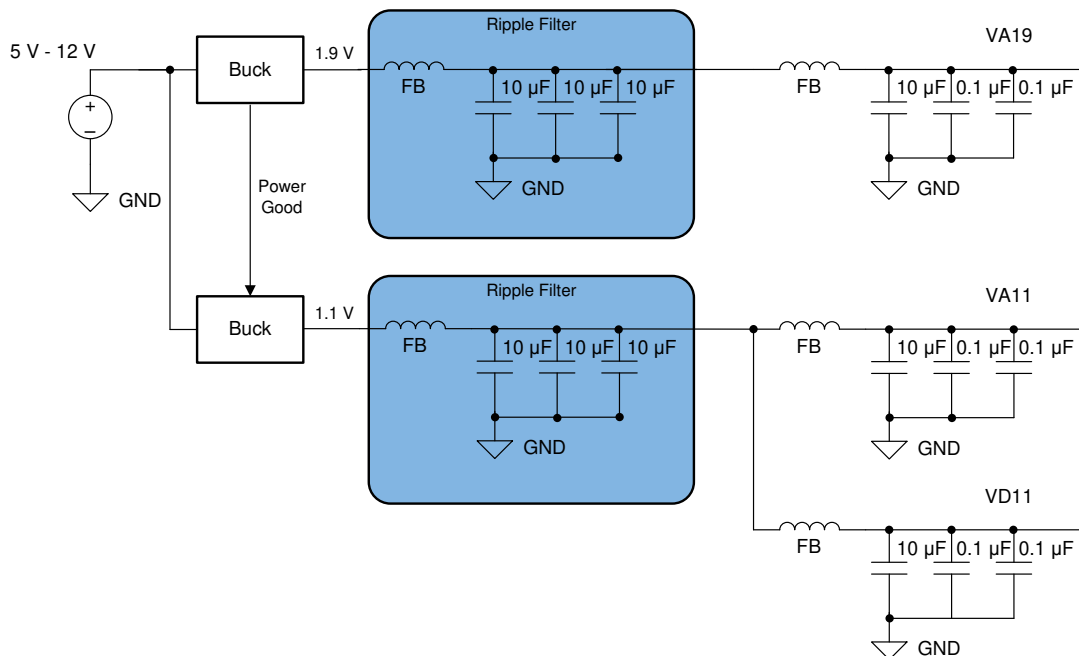 Ripple Filter
5 V - 12 V
VA19
1.9 V
Buck
FB
10 µF 10 µF 10 µF
FB
10 µF 0.1 µF 0.1 µF
+
−
GND
Power
Good
GND
GND
Ripple Filter
VA11
1.1 V
Buck
FB
10 µF 10 µF 10 µF
FB
10 µF 0.1 µF 0.1 µF
GND
GND
VD11
FB
10 µF 0.1 µF 0.1 µF
GND